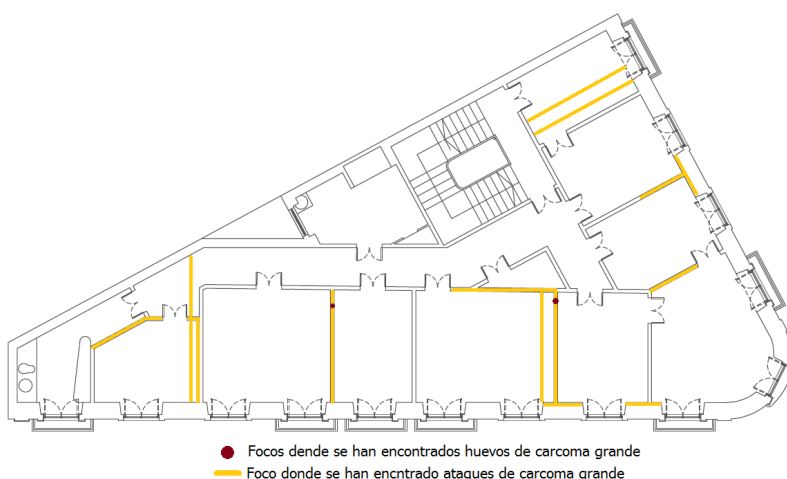 Focos dende se han encontrados huevos de carcoma grande
Foco donde se han encntrado ataques de carcoma grande